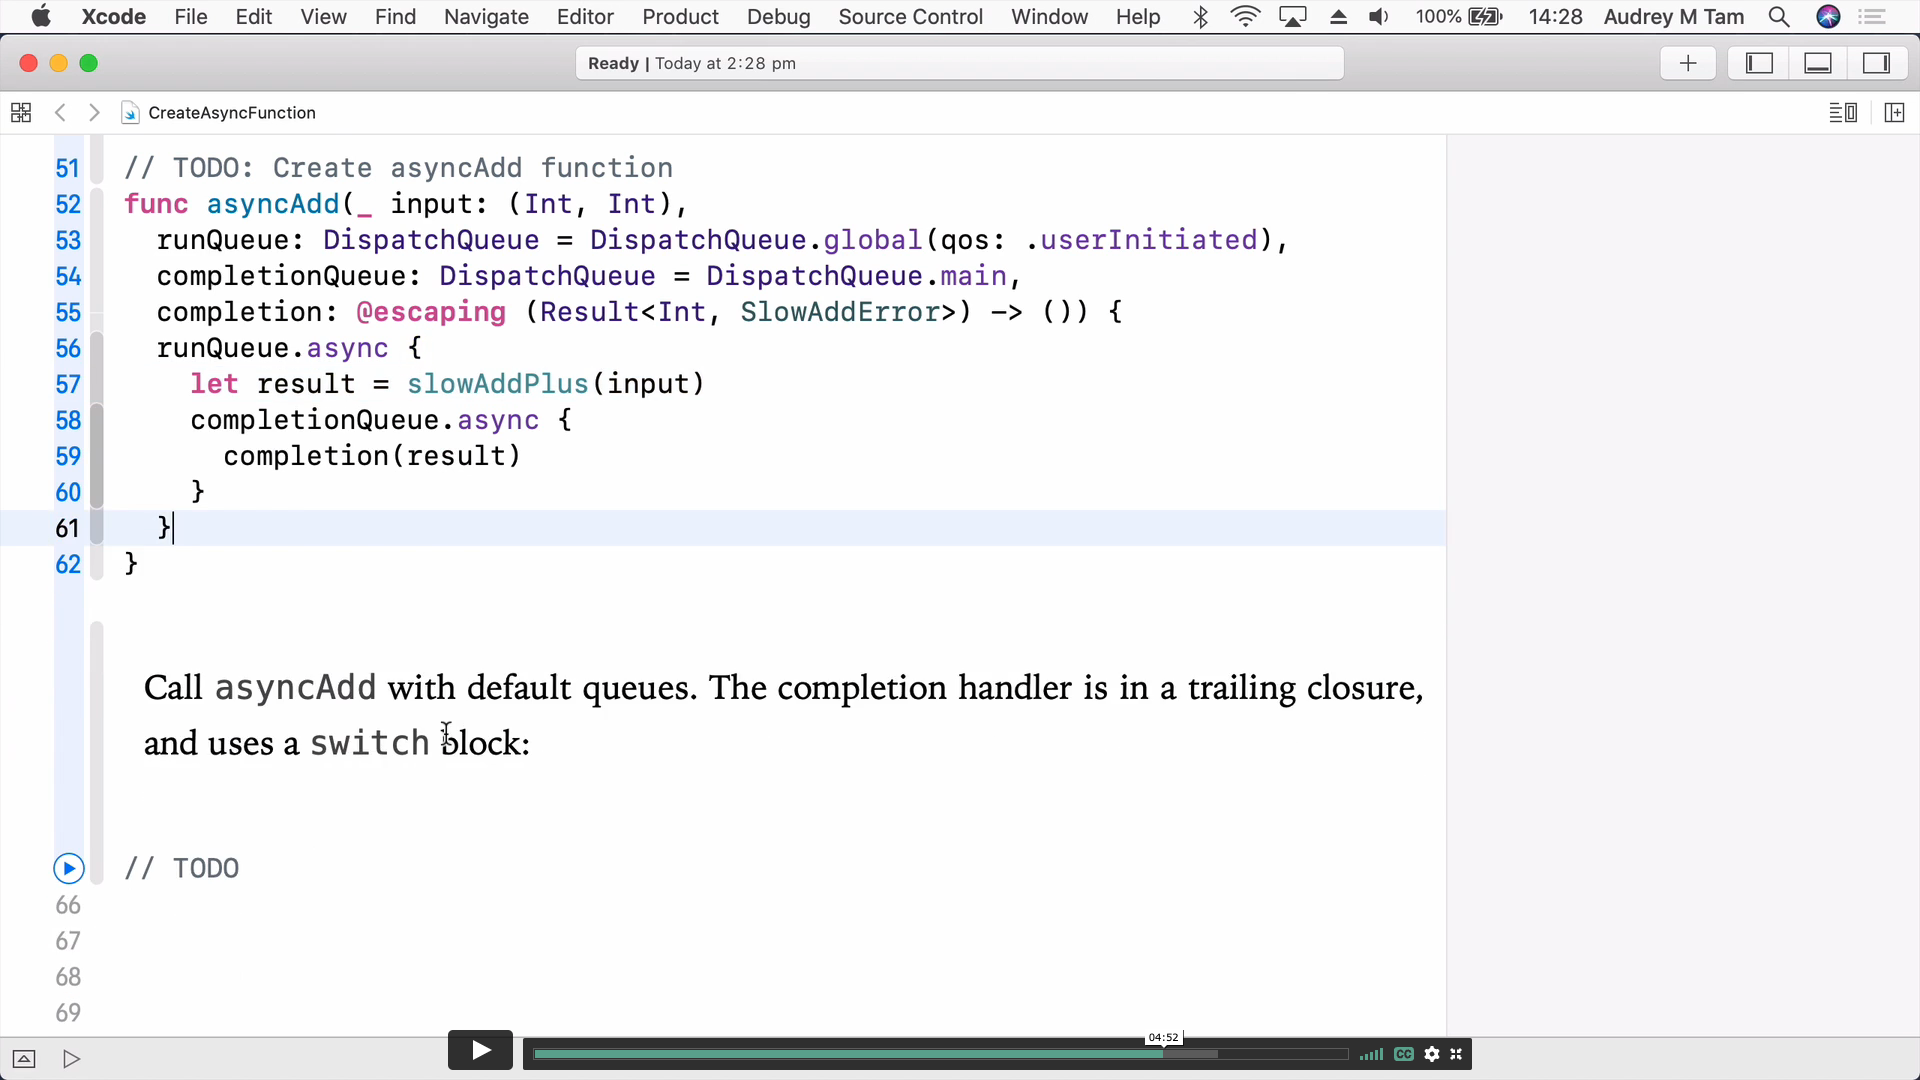 Xcode File Edit View Find Navigate Editor Product Debug Source Control Window Help 100% 14:28 Audrey M Tam
Ready | Today at 2:28 pm
CreateAsyncFunction
51 // TODO: Create asyncAdd function
52 func asyncAdd(_ input: (Int, Int),
53 runQueue: DispatchQueue = DispatchQueue.global(qos: .userInitiated),
54 completionQueue: DispatchQueue = DispatchQueue.main,
55 completion: @escaping (Result<Int, SlowAddError>) -> ()) {
56 runQueue.async {
57 let result = slowAddPlus(input)
58 completionQueue.async {
59 completion(result)
60 }
61 }
62 }
Call asyncAdd with default queues. The completion handler is in a trailing closure,
and uses a switch block:
// TODO
66
67
68
69
04:52
CC